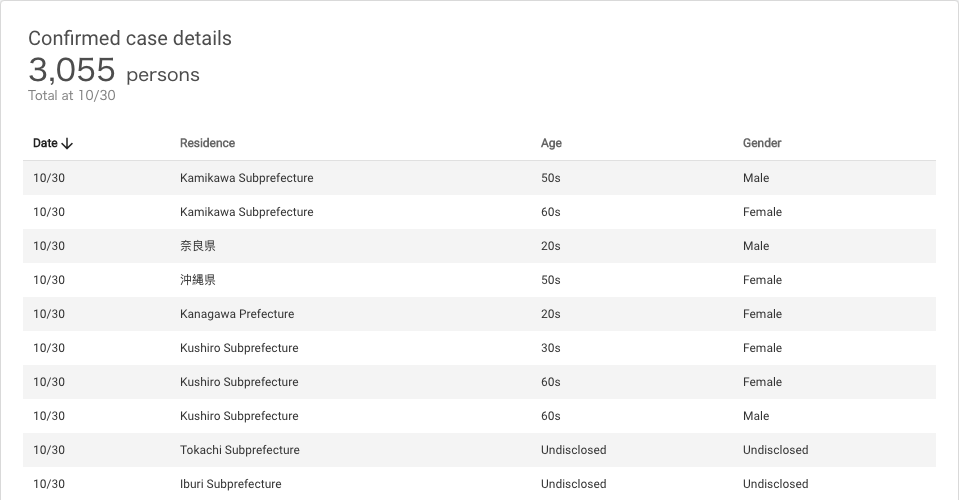 Confirmed case details
3,055 persons
Total at 10/30
Date Residence Age Gender
10/30 Kamikawa Subprefecture 50s Male
10/30 Kamikawa Subprefecture 60s Female
10/30 奈良県 20s Male
10/30 沖縄県 50s Female
10/30 Kanagawa Prefecture 20s Female
10/30 Kushiro Subprefecture 30s Female
10/30 Kushiro Subprefecture 60s Female
10/30 Kushiro Subprefecture 60s Male
10/30 Tokachi Subprefecture Undisclosed Undisclosed
10/30 Iburi Subprefecture Undisclosed Undisclosed